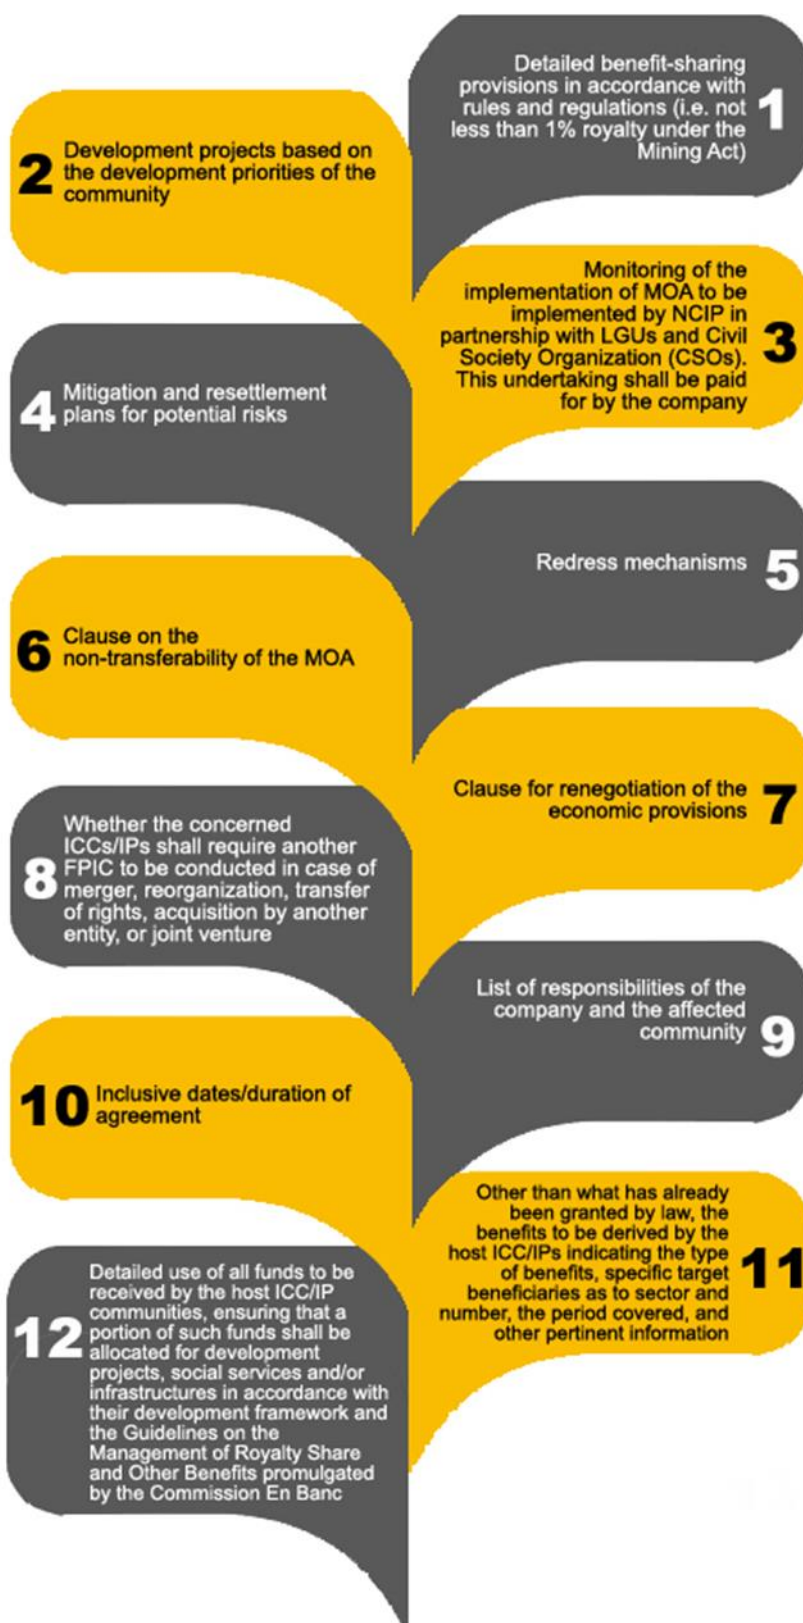 1
Detailed benefit-sharing
provisions in accordance with
rules and regulations (i.e. not
less than 1% royalty under the
Mining Act)
2
Development projects based on
the development priorities of the
community
3
Monitoring of the
implementation of MOA to be
implemented by NCIP in
partnership with LGUs and Civil
Society Organization (CSOs).
This undertaking shall be paid
for by the company
4
Mitigation and resettlement
plans for potential risks
5
Redress mechanisms
6
Clause on the
non-transferability of the MOA
7
Clause for renegotiation of the
economic provisions
8
Whether the concerned
ICCs/IPs shall require another
FPIC to be conducted in case of
merger, reorganization, transfer
of rights, acquisition by another
entity, or joint venture
9
List of responsibilities of the
company and the affected
community
10
Inclusive dates/duration of
agreement
11
Other than what has already
been granted by law, the
benefits to be derived by the
host ICC/IPs indicating the type
of benefits, specific target
beneficiaries as to sector and
number, the period covered, and
other pertinent information
12
Detailed use of all funds to be
received by the host ICC/IP
communities, ensuring that a
portion of such funds shall be
allocated for development
projects, social services and/or
infrastructures in accordance with
their development framework and
the Guidelines on the
Management of Royalty Share
and Other Benefits promulgated
by the Commission En Banc